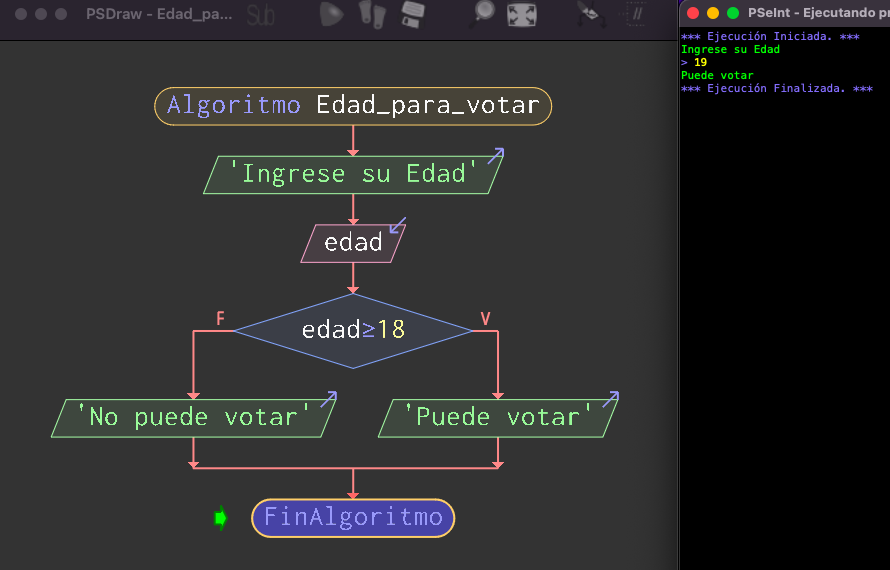 PSDraw - Edad_pa...
Sub
//
PSeInt - Ejecutando pr
*** Ejecución Iniciada. ***
Ingrese su Edad
> 19
Puede votar
*** Ejecución Finalizada. ***
Algoritmo Edad_para_votar
'Ingrese su Edad'
edad
F
V
edad≥18
'No puede votar'
'Puede votar'
FinAlgoritmo